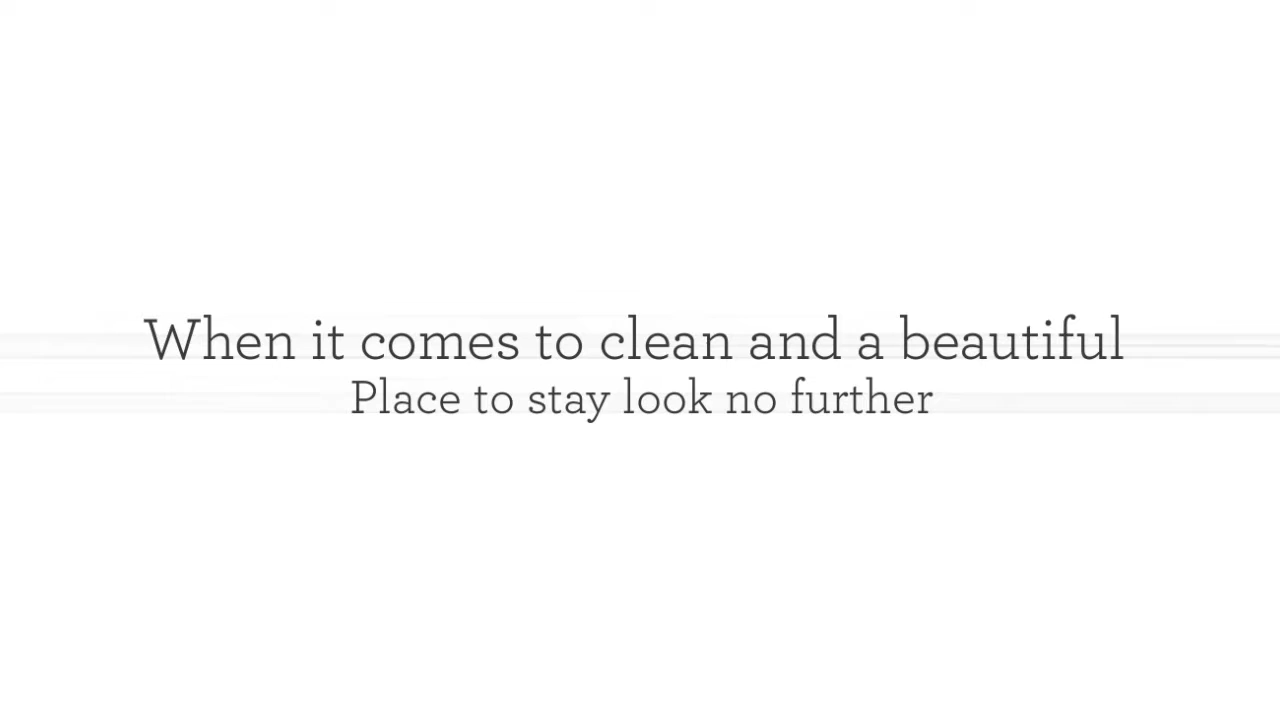 When it comes to clean and a beautiful
Place to stay look no further